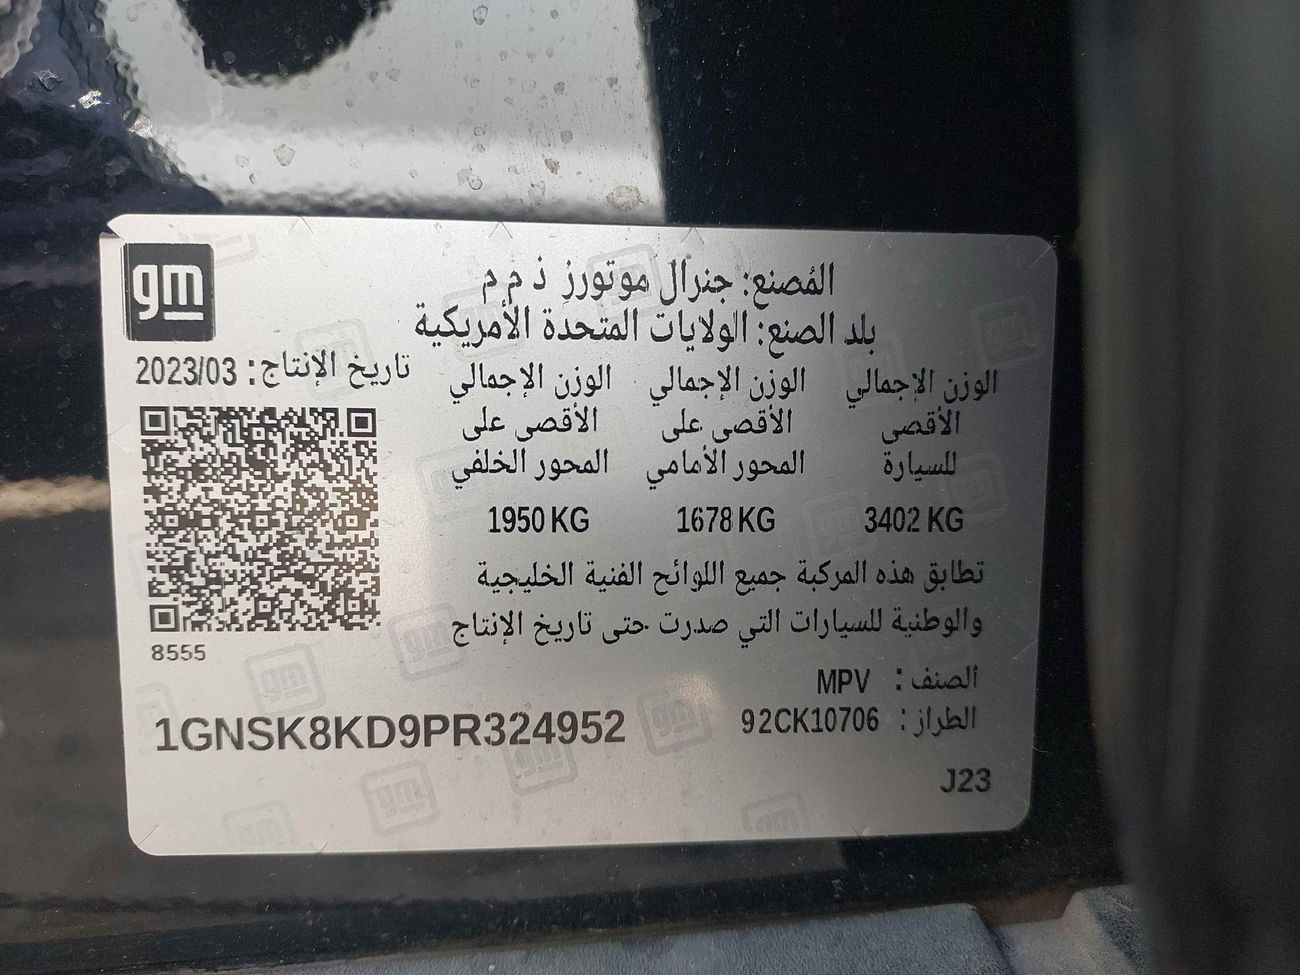 gm
المُصنع: جنرال موتورز ذ م م
بلد الصنع: الولايات المتحدة الأمريكية
تاريخ الإنتاج: 2023/03
الوزن الإجمالي الوزن الإجمالي الوزن الإجمالي
الأقصى الأقصى على الأقصى على
للسيارة المحور الأمامي المحور الخلفي
3402 KG 1678 KG 1950 KG
تطابق هذه المركبة جميع اللوائح الفنية الخليجية
والوطنية للسيارات التي صدرت حتى تاريخ الإنتاج
8555
الصنف: MPV
الطراز: 92CK10706
1GNSK8KD9PR324952
J23